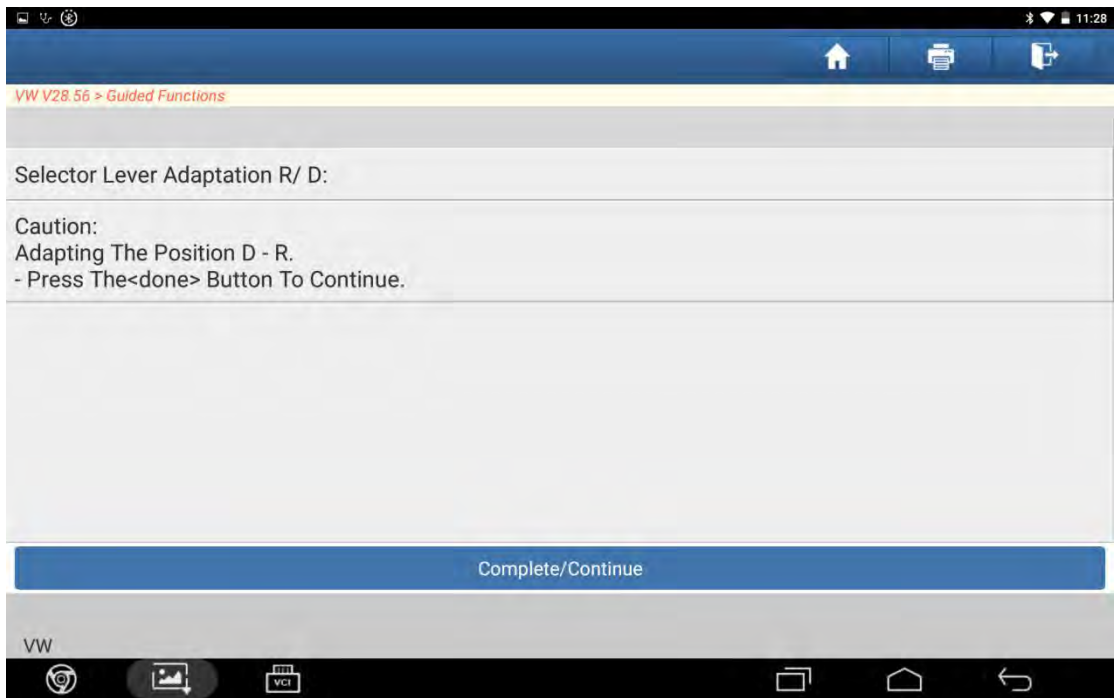 11:28
VW V28.56 > Guided Functions
Selector Lever Adaptation R/ D:
Caution:
Adapting The Position D - R.
- Press The<done> Button To Continue.
Complete/Continue
VW
VCI